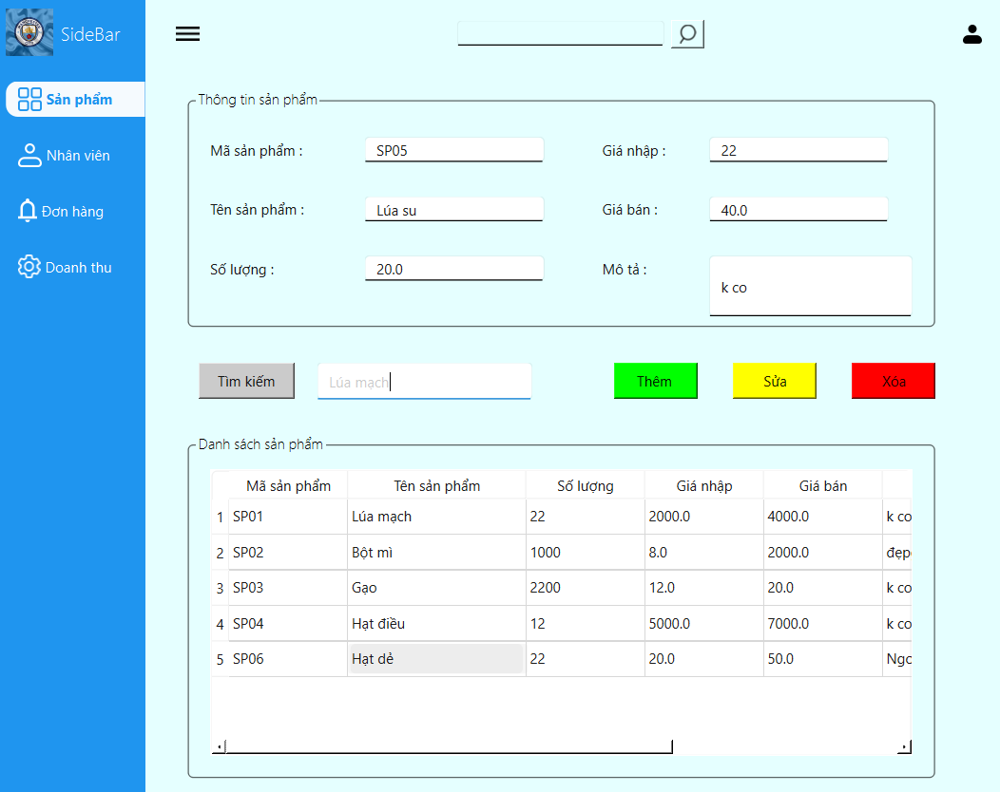 SideBar
Sản phẩm
Nhân viên
Đơn hàng
Doanh thu
Thông tin sản phẩm
Mã sản phẩm : SP05 Giá nhập : 22
Tên sản phẩm : Lúa su Giá bán : 40.0
Số lượng : 20.0 Mô tả : k co
Tìm kiếm Lúa mạch Thêm Sửa Xóa
Danh sách sản phẩm
Mã sản phẩm Tên sản phẩm Số lượng Giá nhập Giá bán
1 SP01 Lúa mạch 22 2000.0 4000.0 k co
2 SP02 Bột mì 1000 8.0 2000.0 đẹp
3 SP03 Gạo 2200 12.0 20.0 k co
4 SP04 Hạt điều 12 5000.0 7000.0 k co
5 SP06 Hạt dẻ 22 20.0 50.0 Ngo